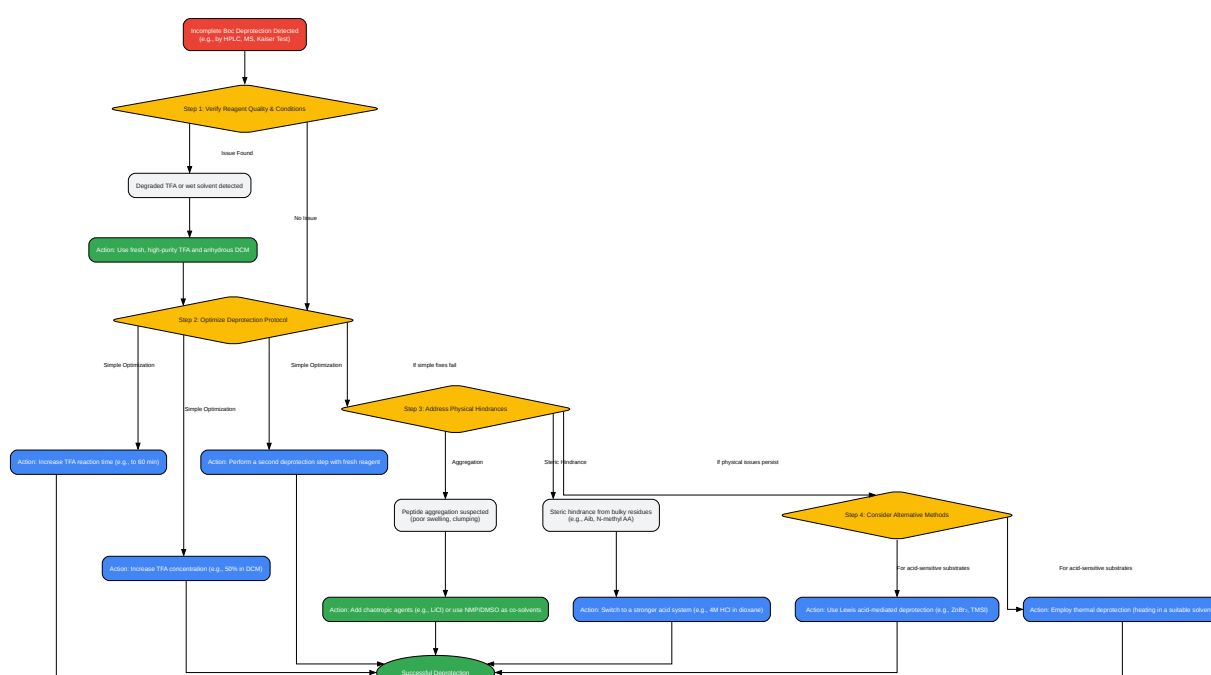 Incomplete Boc Deprotection Detected
(e.g., by HPLC, MS, Kaiser Test)
Step 1: Verify Reagent Quality & Conditions
Issue Found
Degraded TFA or wet solvent detected
No Issue
Action: Use fresh, high-purity TFA and anhydrous DCM
Step 2: Optimize Deprotection Protocol
Simple Optimization
Simple Optimization
If simple fixes fail
Simple Optimization
Step 3: Address Physical Hindrances
Action: Increase TFA reaction time (e.g., to 60 min)
Action: Perform a second deprotection step with fresh reagent
Aggregation
Steric Hindrance
If physical issues persist
Peptide aggregation suspected
(poor swelling, clumping)
Steric hindrance from bulky residues
(e.g., Aib, N-methyl AA)
Step 4: Consider Alternative Methods
Action: Increase TFA concentration (e.g., 50% in DCM)
For acid-sensitive substrates
For acid-sensitive substrates
Action: Add chaotropic agents (e.g., LiCl) or use NMP/DMSO as co-solvents
Action: Switch to a stronger acid system (e.g., 4M HCl in dioxane)
Action: Use Lewis acid-mediated deprotection (e.g., ZnBr₂, TMSI)
Action: Employ thermal deprotection (heating in a suitable solven
Successful Deprotection